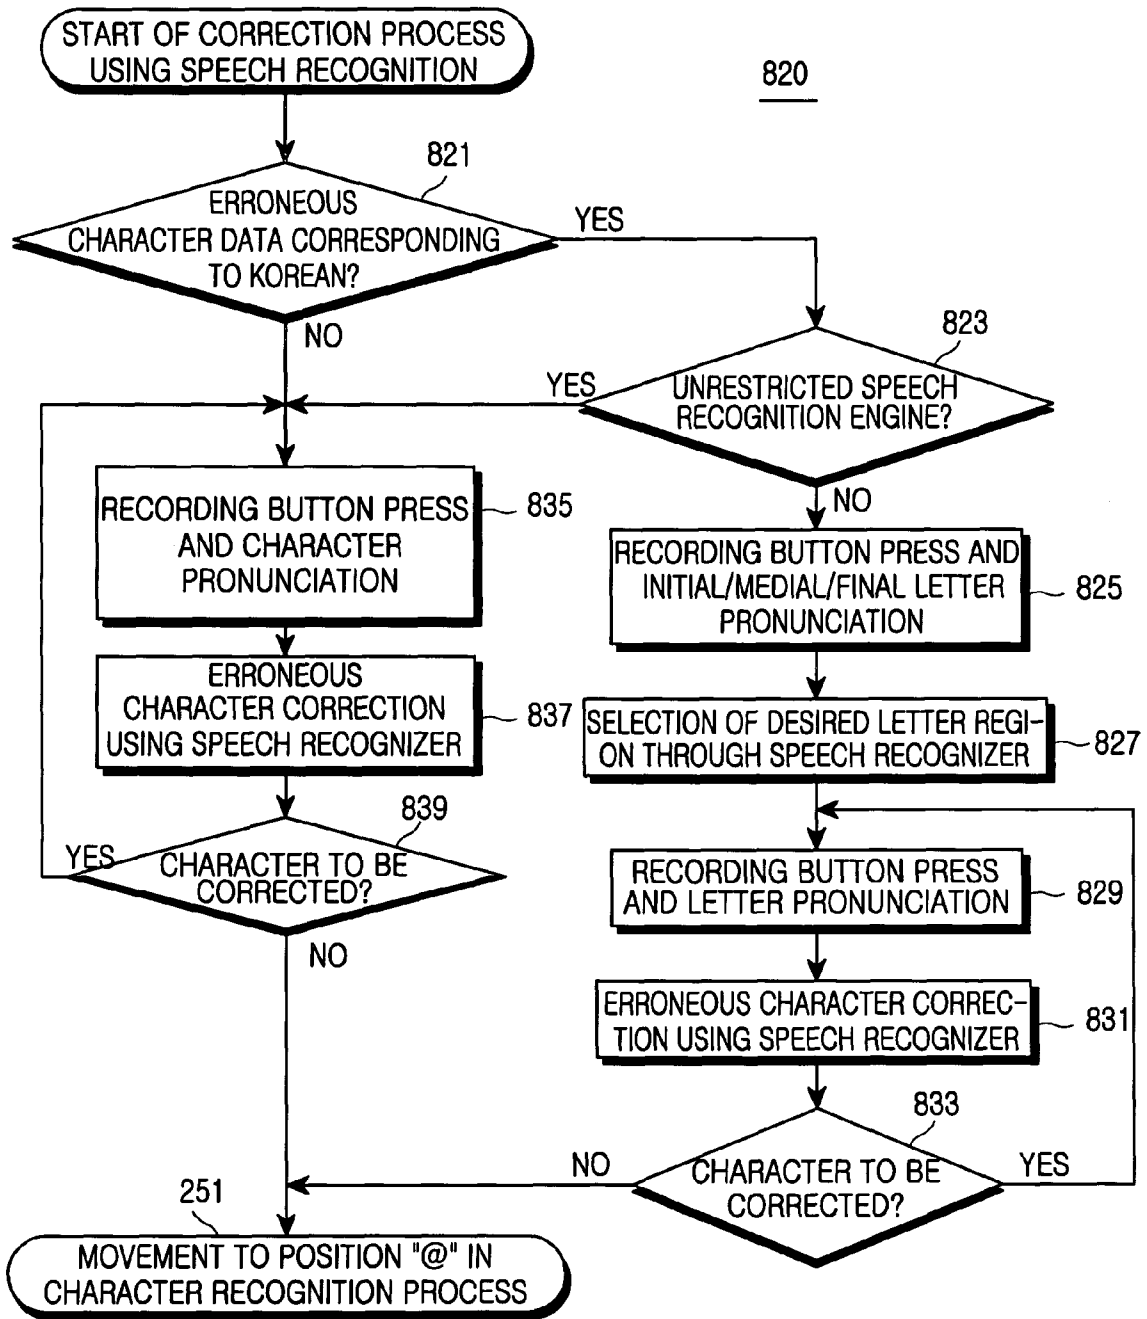 START OF CORRECTION PROCESS
USING SPEECH RECOGNITION
820
821
ERRONEOUS
CHARACTER DATA CORRESPONDING
TO KOREAN?
YES
NO
823
YES
UNRESTRICTED SPEECH
RECOGNITION ENGINE?
NO
RECORDING BUTTON PRESS
AND CHARACTER
PRONUNCIATION
835
RECORDING BUTTON PRESS AND
INITIAL/MEDIAL/FINAL LETTER
PRONUNCIATION
825
ERRONEOUS
CHARACTER CORRECTION
USING SPEECH RECOGNIZER
837
SELECTION OF DESIRED LETTER REGI-
ON THROUGH SPEECH RECOGNIZER
827
839
YES
CHARACTER TO BE
CORRECTED?
NO
RECORDING BUTTON PRESS
AND LETTER PRONUNCIATION
829
ERRONEOUS CHARACTER CORREC-
TION USING SPEECH RECOGNIZER
831
833
NO
CHARACTER TO BE
CORRECTED?
YES
251
MOVEMENT TO POSITION "@" IN
CHARACER RECOGNITION PROCESS